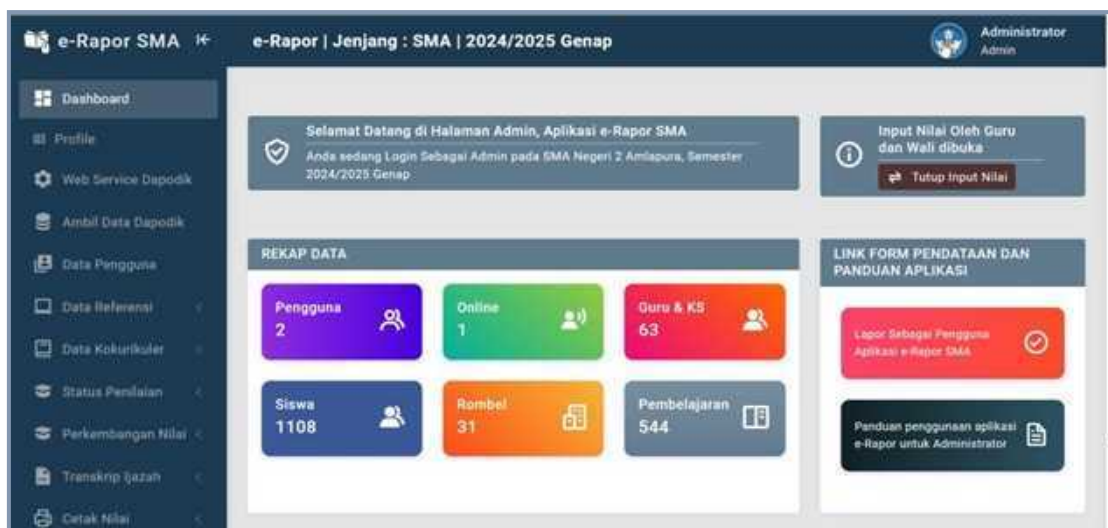 e-Rapor SMA
e-Rapor | Jenjang : SMA | 2024/2025 Genap
Administrator
Admin
Dashboard
Profile
Web Service Dapodik
Ambil Data Dapodik
Data Pengguna
Data Referensi
Data Kokurikuler
Status Penilaian
Perkembangan Nilai
Transkrip Ijazah
Cetak Nilai
Selamat Datang di Halaman Admin, Aplikasi e-Rapor SMA
Anda sedang Login Sebagai Admin pada SMA Negeri 2 Amlapura, Semester
2024/2025 Genap
Input Nilai Oleh Guru
dan Wali dibuka
Tutup Input Nilai
REKAP DATA
Pengguna
2
Online
1
Guru & KS
63
Siswa
1108
Rombel
31
Pembelajaran
544
LINK FORM PENDATAAN DAN
PANDUAN APLIKASI
Lapor Sebagai Pengguna
Aplikasi e-Rapor SMA
Panduan penggunaan aplikasi
e-Rapor untuk Administrator